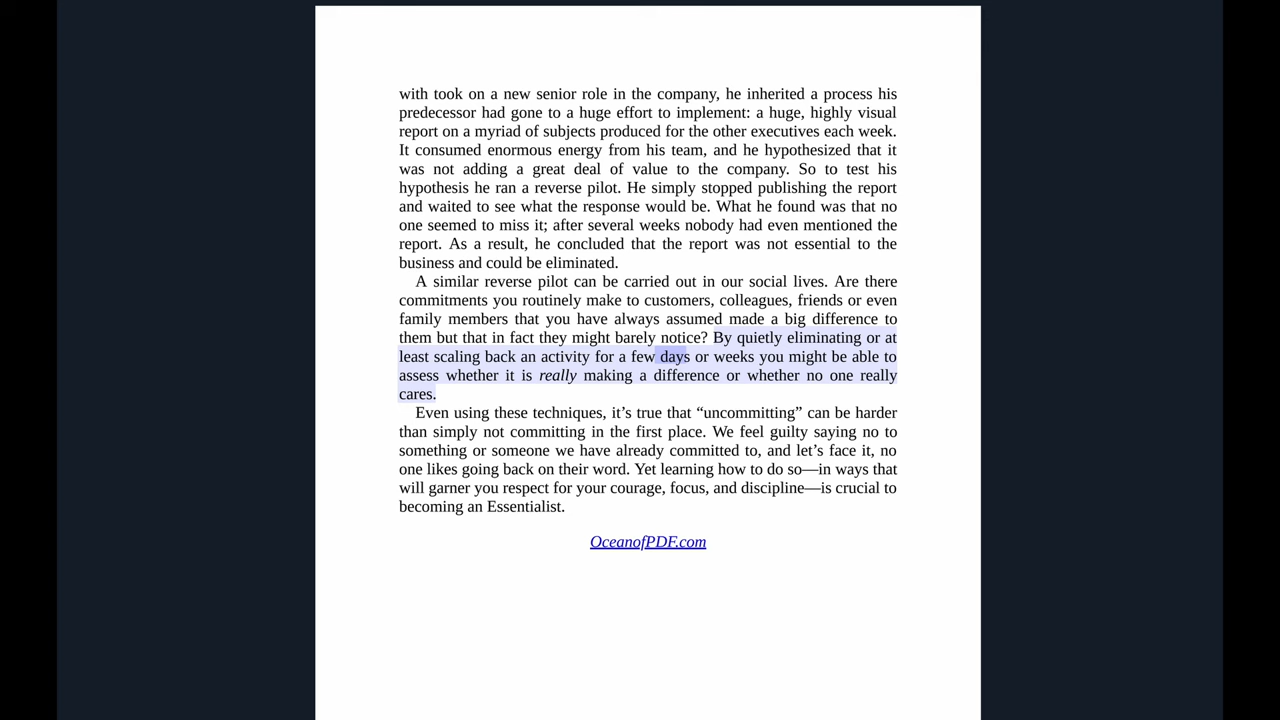 with took on a new senior role in the company, he inherited a process his
predecessor had gone to a huge effort to implement: a huge, highly visual
report on a myriad of subjects produced for the other executives each week.
It consumed enormous energy from his team, and he hypothesized that it
was not adding a great deal of value to the company. So to test his
hypothesis he ran a reverse pilot. He simply stopped publishing the report
and waited to see what the response would be. What he found was that no
one seemed to miss it; after several weeks nobody had even mentioned the
report. As a result, he concluded that the report was not essential to the
business and could be eliminated.
A similar reverse pilot can be carried out in our social lives. Are there
commitments you routinely make to customers, colleagues, friends or even
family members that you have always assumed made a big difference to
them but that in fact they might barely notice? By quietly eliminating or at
least scaling back an activity for a few days or weeks you might be able to
assess whether it is really making a difference or whether no one really
cares.
Even using these techniques, it’s true that “uncommitting” can be harder
than simply not committing in the first place. We feel guilty saying no to
something or someone we have already committed to, and let’s face it, no
one likes going back on their word. Yet learning how to do so—in ways that
will garner you respect for your courage, focus, and discipline—is crucial to
becoming an Essentialist.
OceanofPDF.com